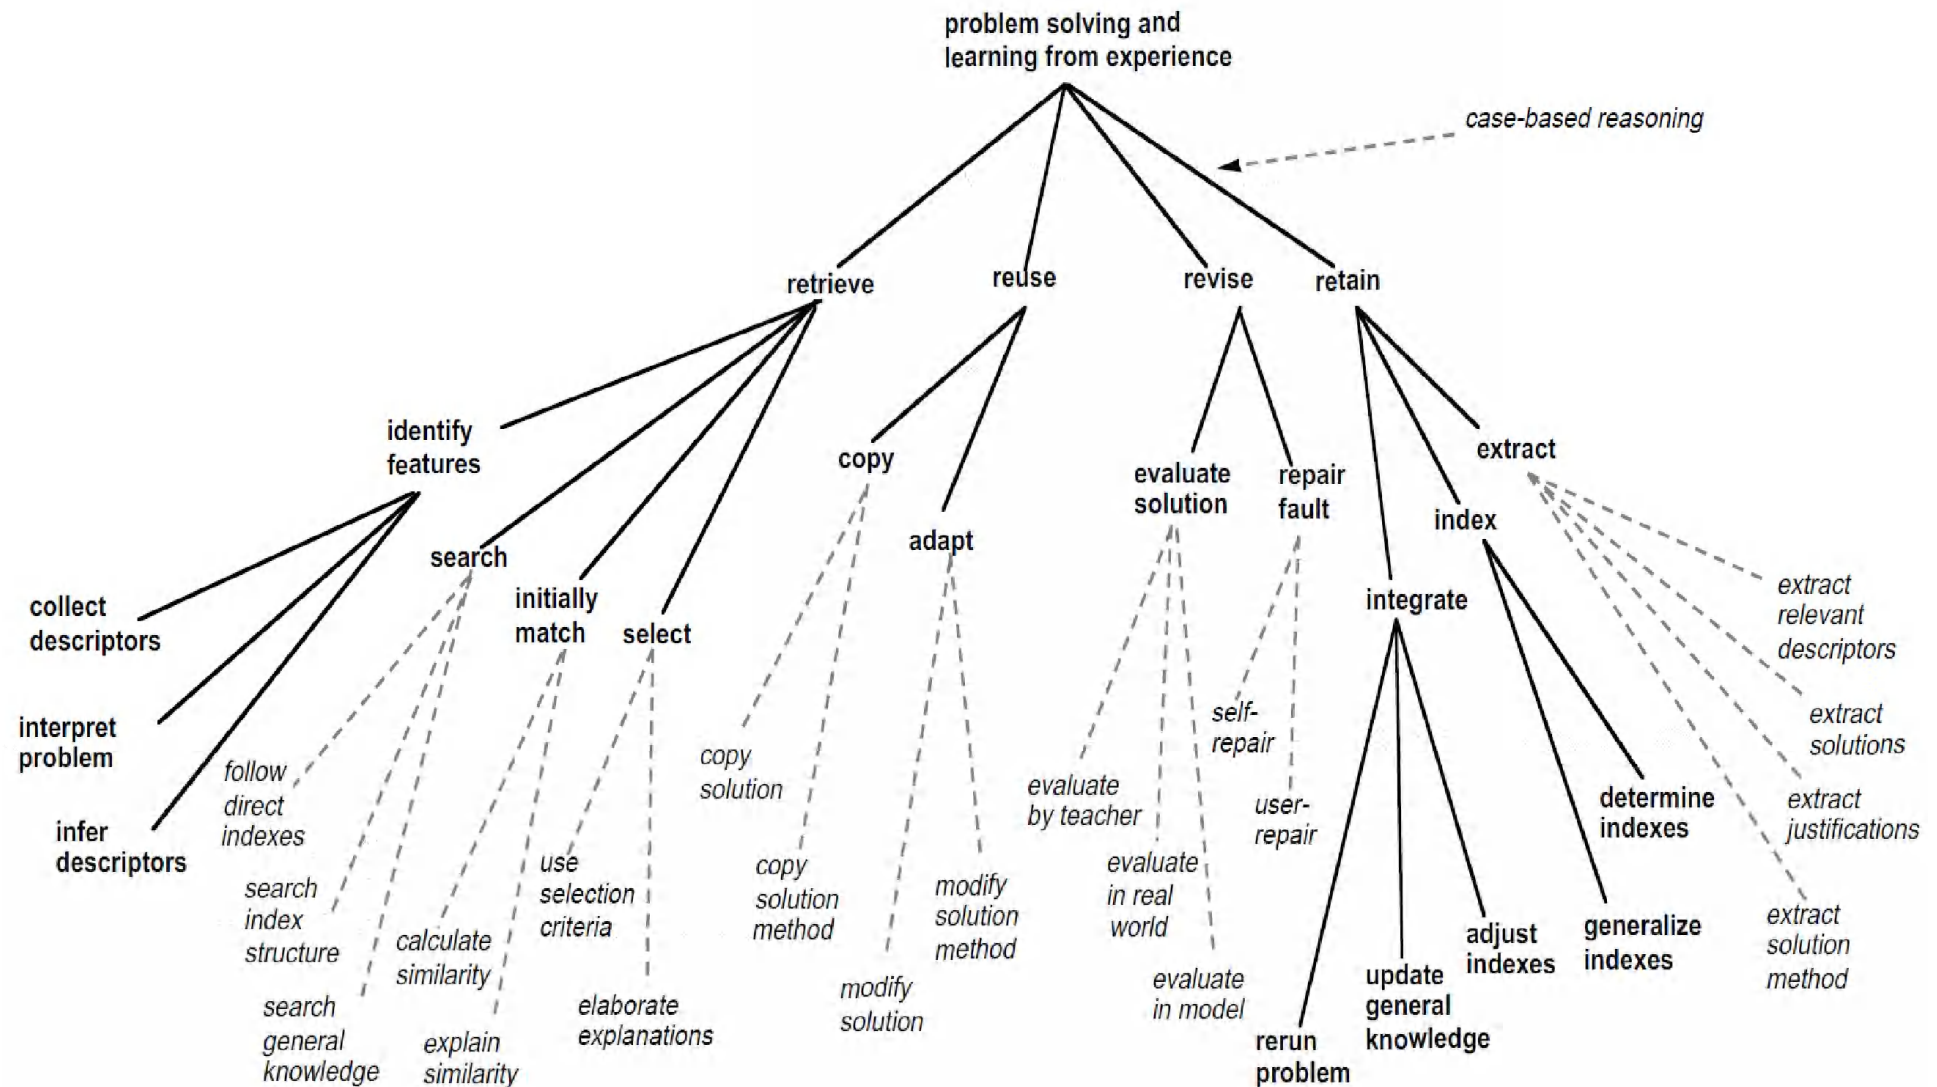 problem solving and
learning from experience
case-based reasoning
retrieve
reuse
revise
retain
identify
features
search
initially
match
select
copy
adapt
evaluate
solution
repair
fault
integrate
index
extract
collect
descriptors
interpret
problem
infer
descriptors
follow
direct
indexes
search
index
structure
search
general
knowledge
calculate
similarity
explain
similarity
use
selection
criteria
elaborate
explanations
copy
solution
copy
solution
method
modify
solution
modify
solution
method
evaluate
by teacher
evaluate
in real
world
evaluate
in model
self-
repair
user-
repair
rerun
problem
update
general
knowledge
adjust
indexes
generalize
indexes
determine
indexes
extract
relevant
descriptors
extract
solutions
extract
justifications
extract
solution
method